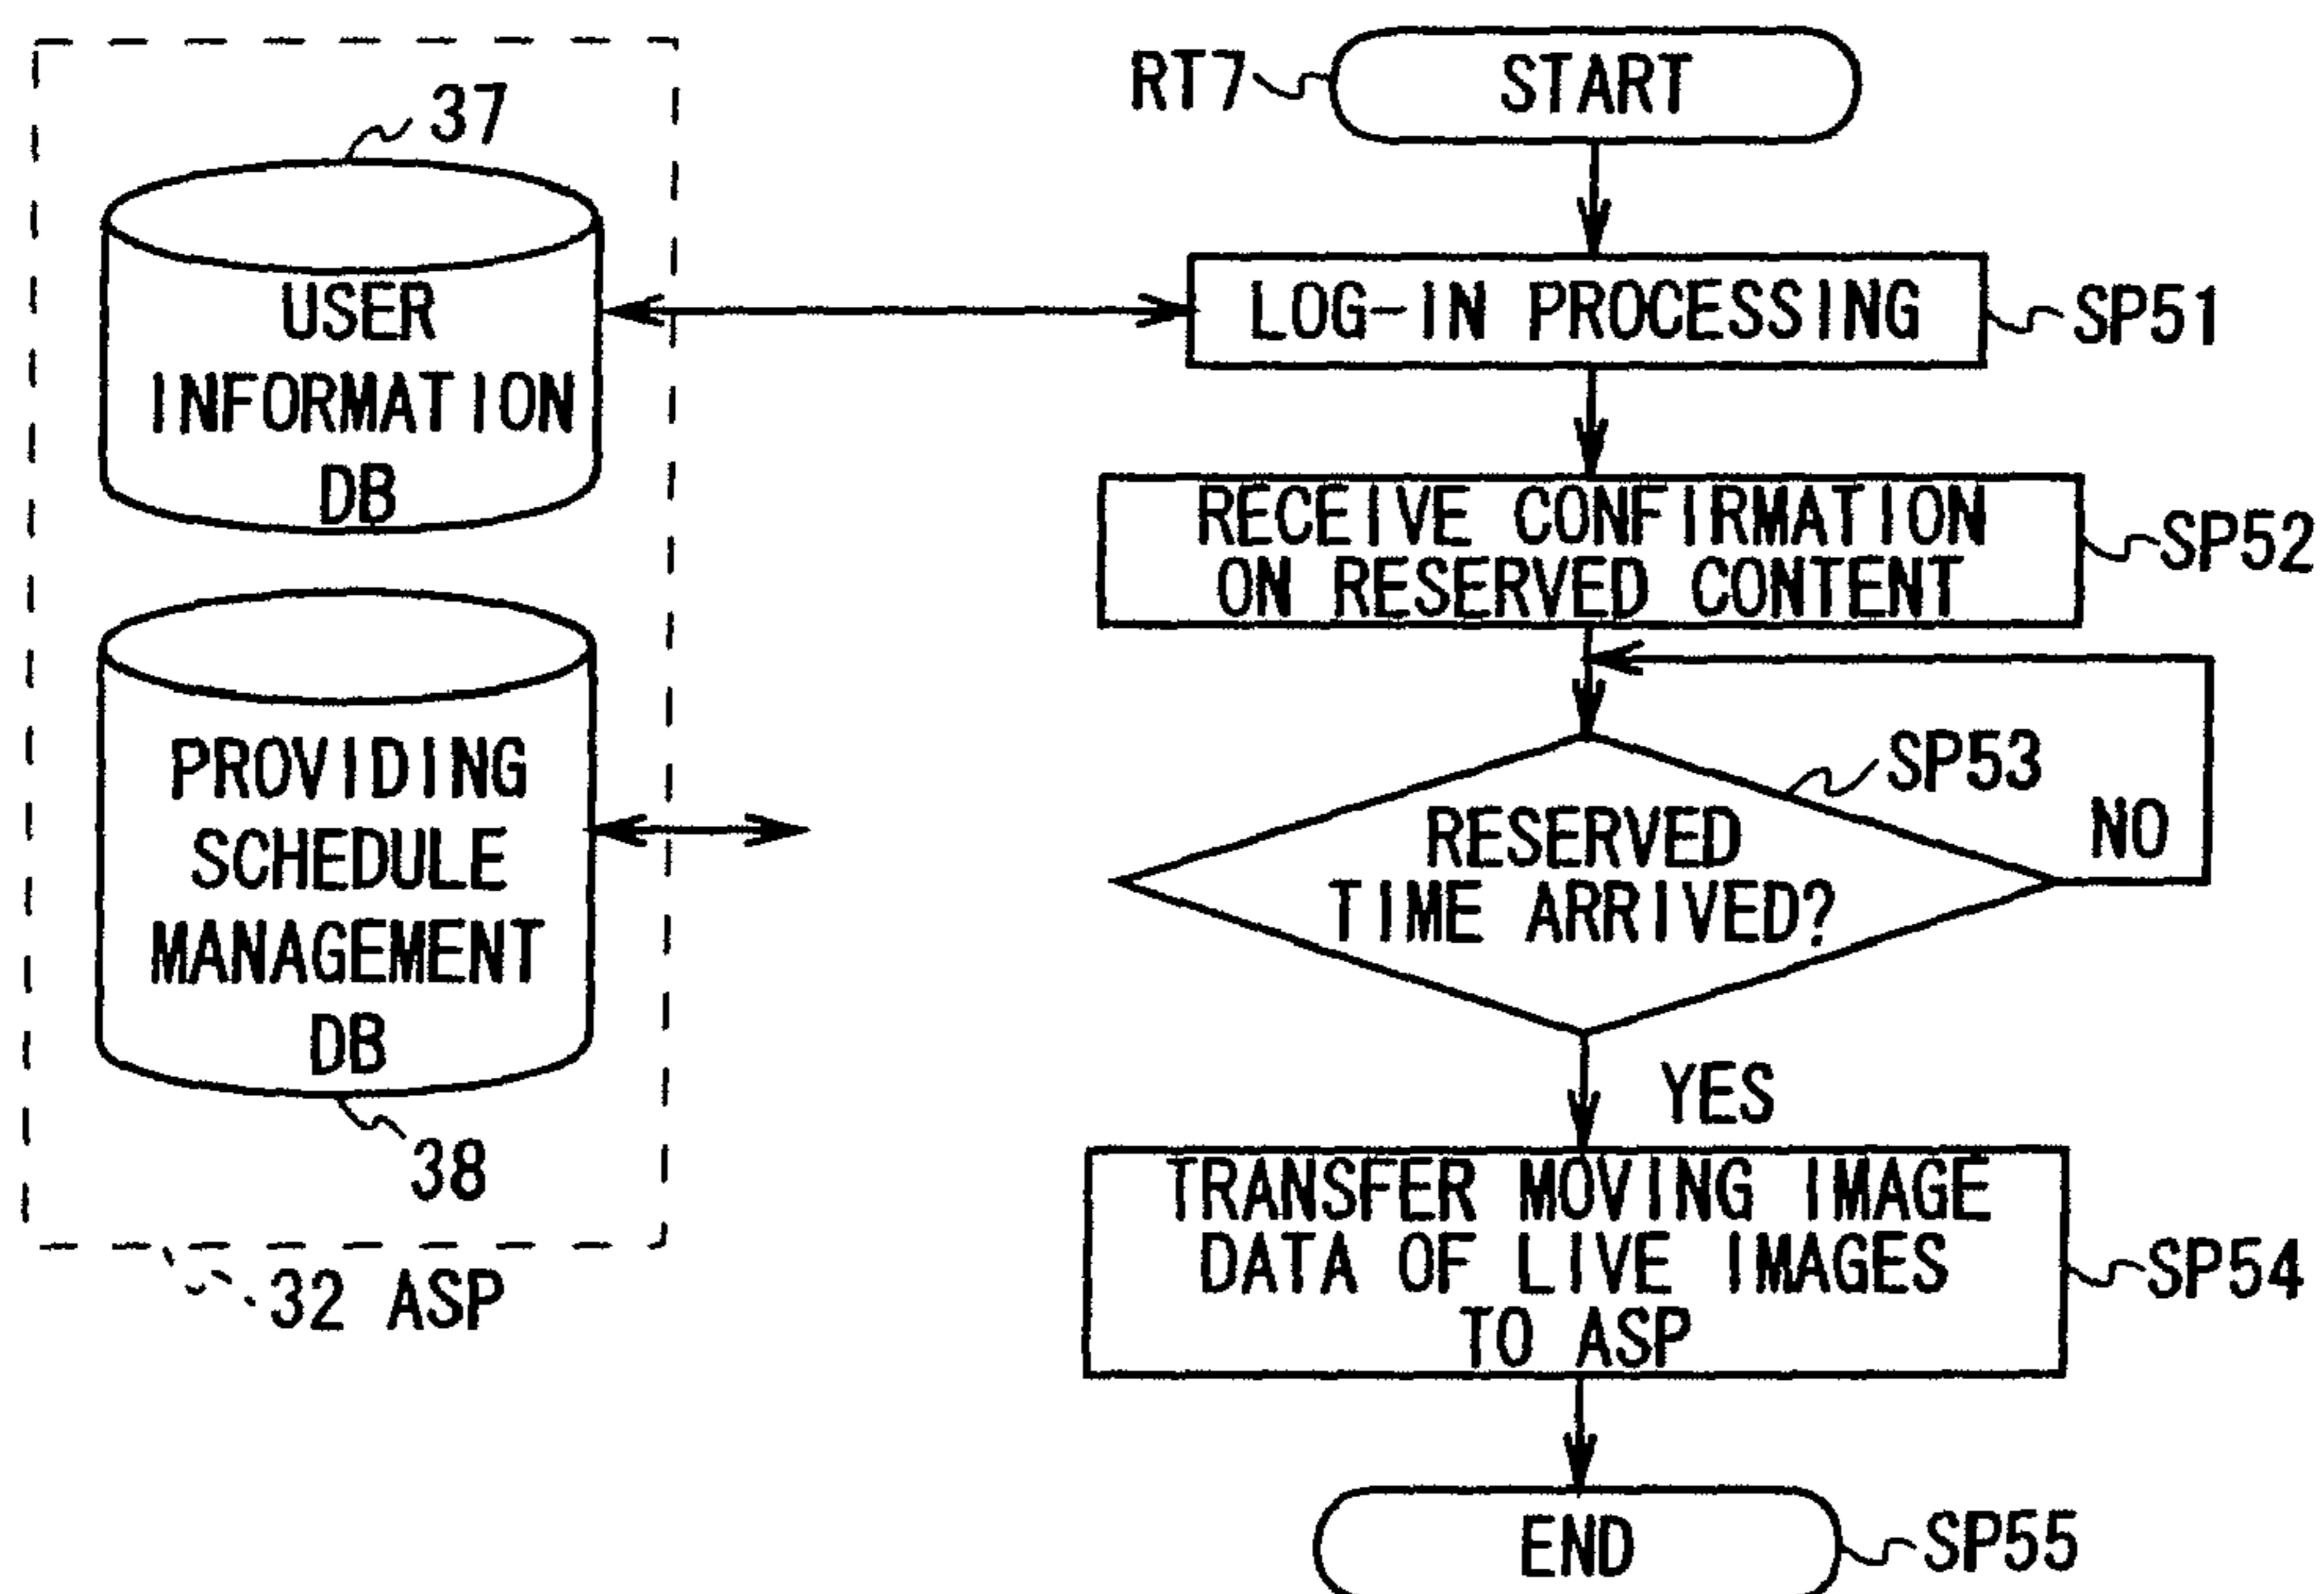 37
USER
INFORMATION
DB
PROVIDING
SCHEDULE
MANAGEMENT
DB
38
32 ASP
RT7
START
LOG-IN PROCESSING
SP51
RECEIVE CONFIRMATION
ON RESERVED CONTENT
SP52
SP53
RESERVED
TIME ARRIVED?
NO
YES
TRANSFER MOVING IMAGE
DATA OF LIVE IMAGES
TO ASP
SP54
END
SP55